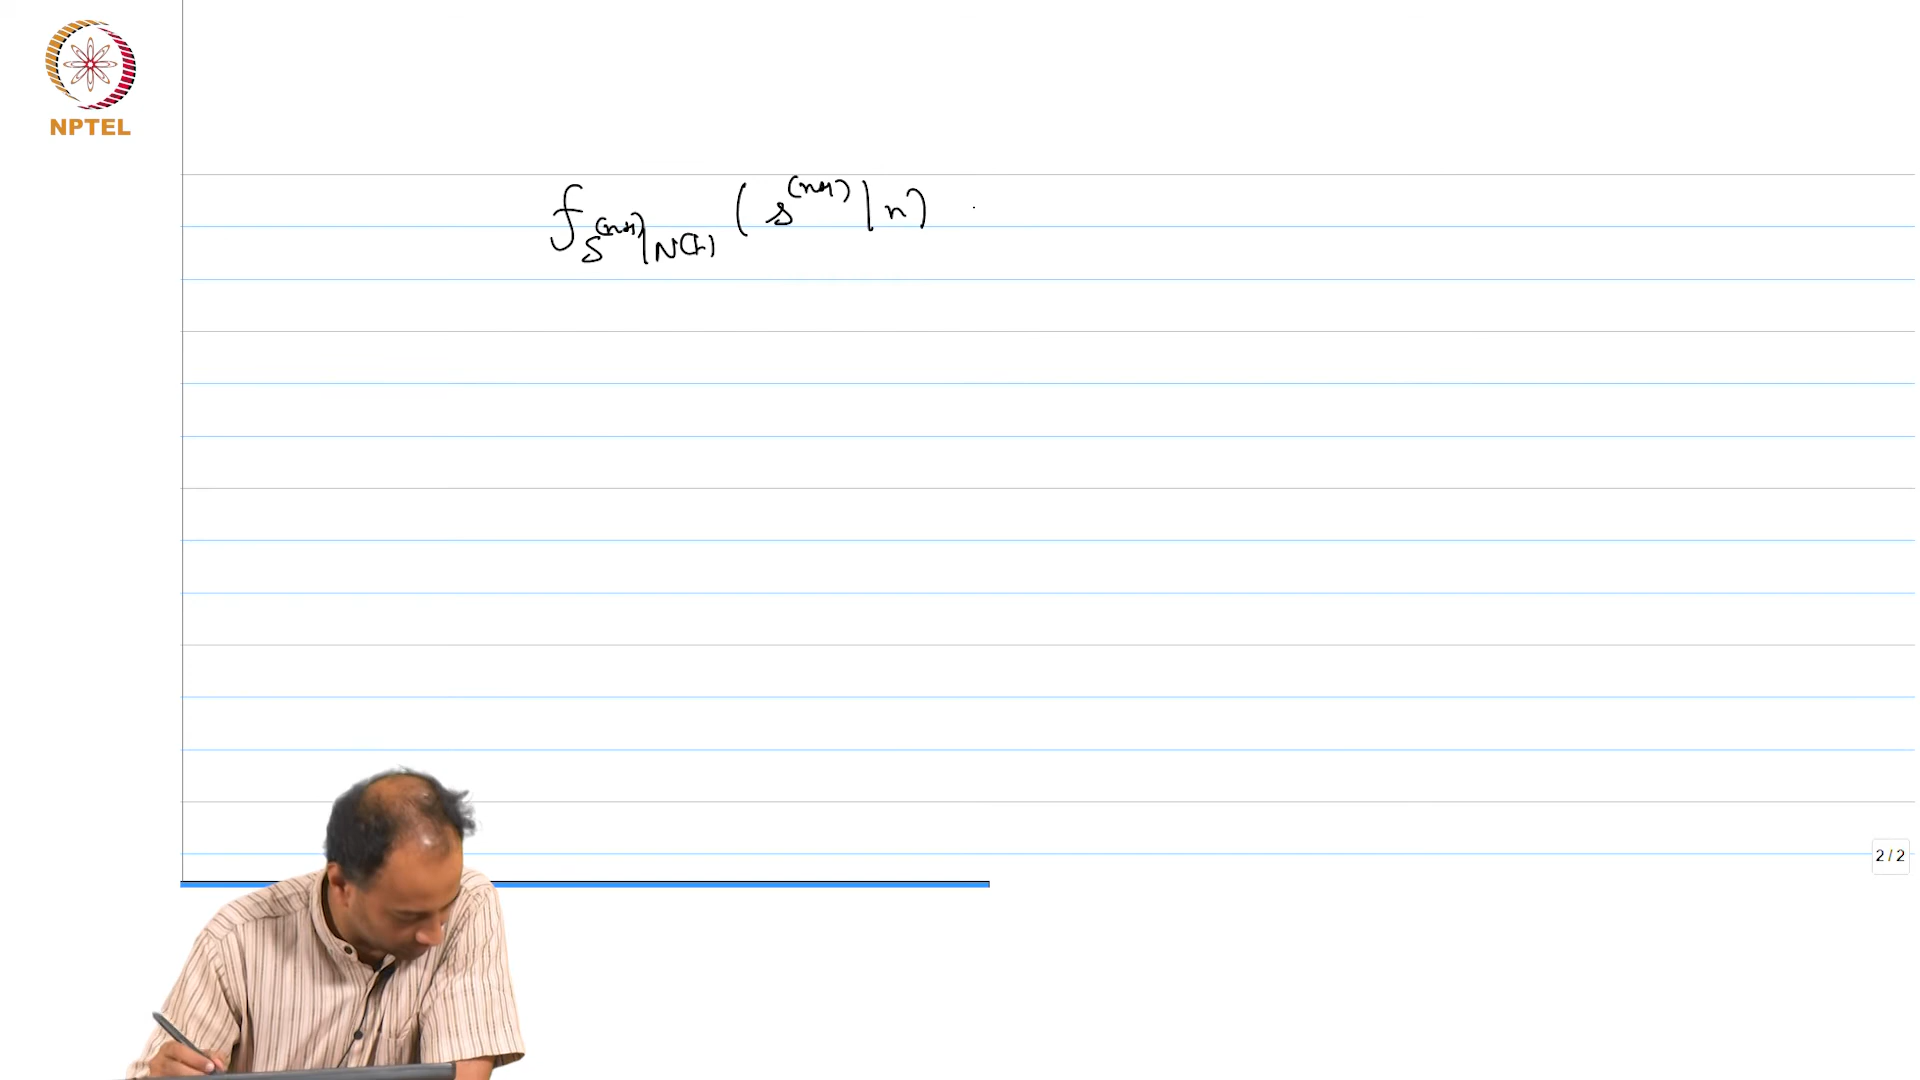 NPTEL
f_{S^{(n+1)}|N(t)} (s^{(n+1)} | n)
2 / 2